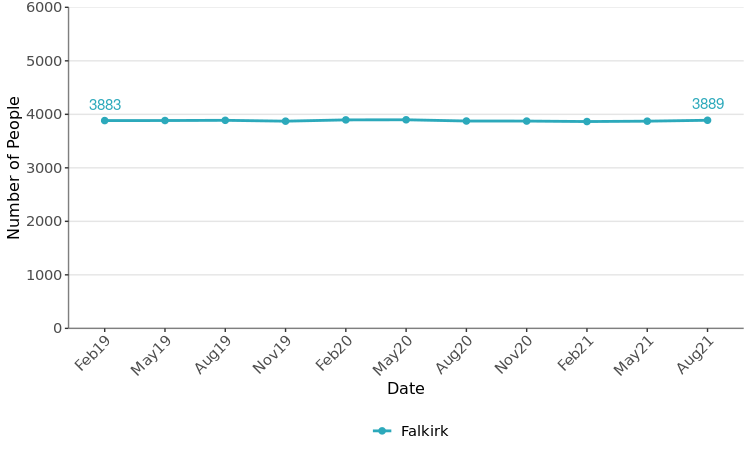 6000
5000
4000
3000
2000
1000
0
Number of People
3883
3889
Feb19
May19
Aug19
Nov19
Feb20
May20
Aug20
Nov20
Feb21
May21
Aug21
Date
Falkirk